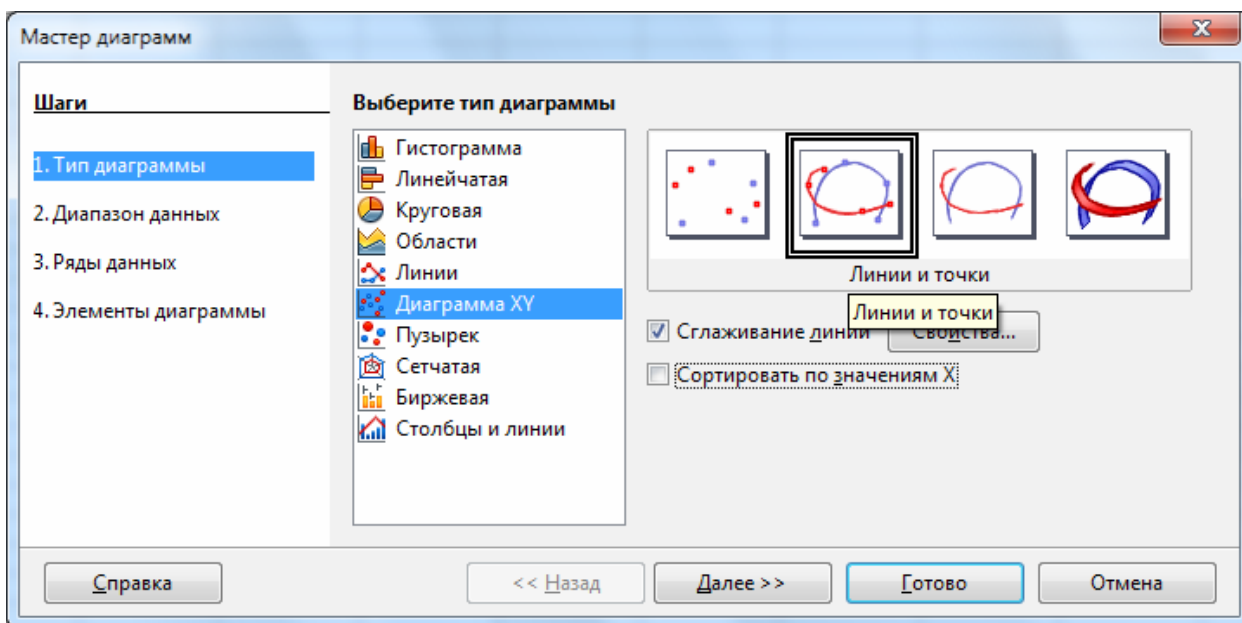 Мастер диаграмм
Шаги
1. Тип диаграммы
2. Диапазон данных
3. Ряды данных
4. Элементы диаграммы
Выберите тип диаграммы
Гистограмма
Линейчатая
Круговая
Области
Линии
Диаграмма XY
Пузырек
Сетчатая
Биржевая
Столбцы и линии
Линии и точки
Линии и точки
Сглаживание линий Свойства...
Сортировать по значениям X
Справка << Назад Далее >> Готово Отмена